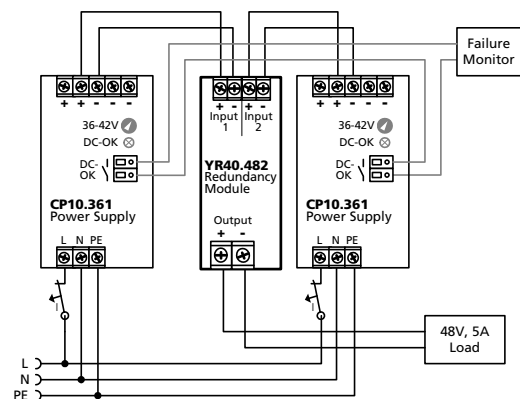 Failure
Monitor
+ + - - -
36-42V
DC-OK
DC-
OK
CP10.361
Power Supply
L N PE
+ - + -
Input Input
1 2
YR40.482
Redundancy
Module
Output
+ -
+ + - - -
36-42V
DC-OK
DC-
OK
CP10.361
Power Supply
L N PE
I
I
48V, 5A
Load
L
N
PE